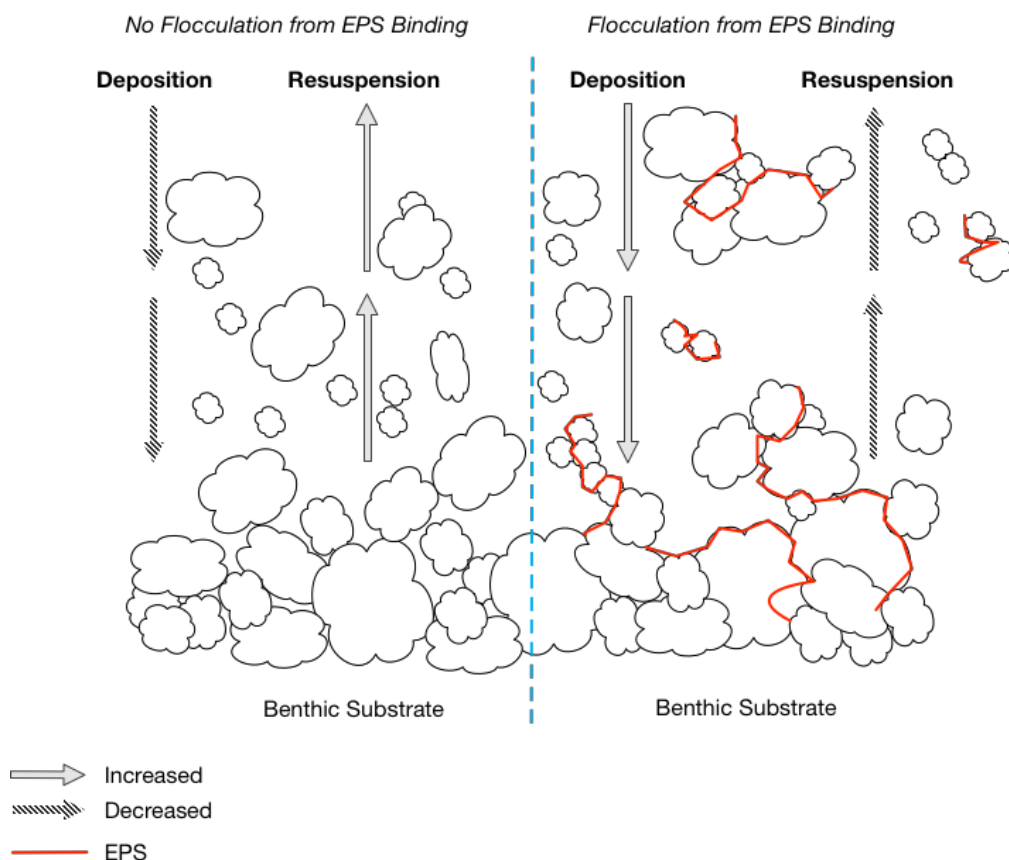 No Flocculation from EPS Binding
Flocculation from EPS Binding
Deposition
Resuspension
Deposition
Resuspension
Benthic Substrate
Benthic Substrate
Increased
Decreased
EPS